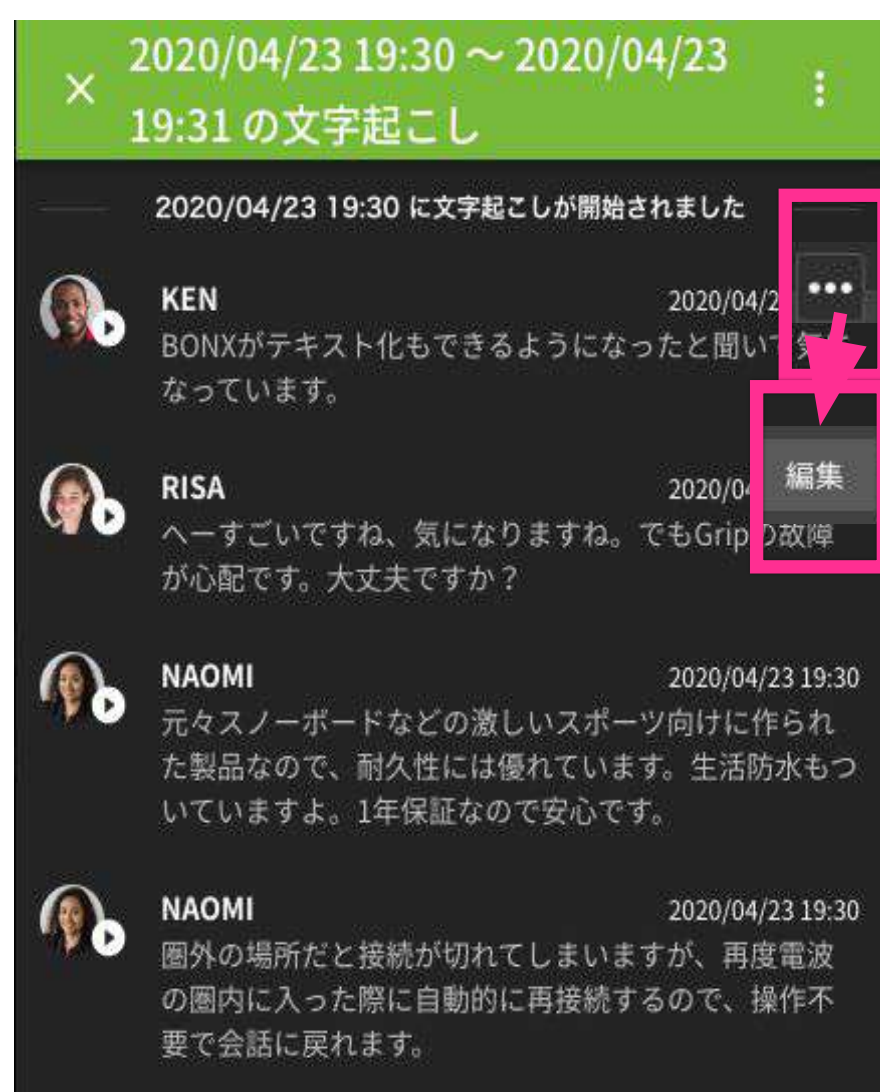 2020/04/23 19:30 ～ 2020/04/23
19:31 の文字起こし
2020/04/23 19:30 に文字起こしが開始されました
KEN
2020/04/2
BONXがテキスト化もできるようになったと聞いて気に
なっています。
RISA
2020/04
編集
へーすごいですね、気になりますね。でもGripの故障
が心配です。大丈夫ですか？
NAOMI
2020/04/23 19:30
元々スノーボードなどの激しいスポーツ向けに作られ
た製品なので、耐久性には優れています。生活防水もつ
いていますよ。1年保証なので安心です。
NAOMI
2020/04/23 19:30
圏外の場所だと接続が切れてしまいますが、再度電波
の圏内に入った際に自動的に再接続するので、操作不
要で会話に戻れます。